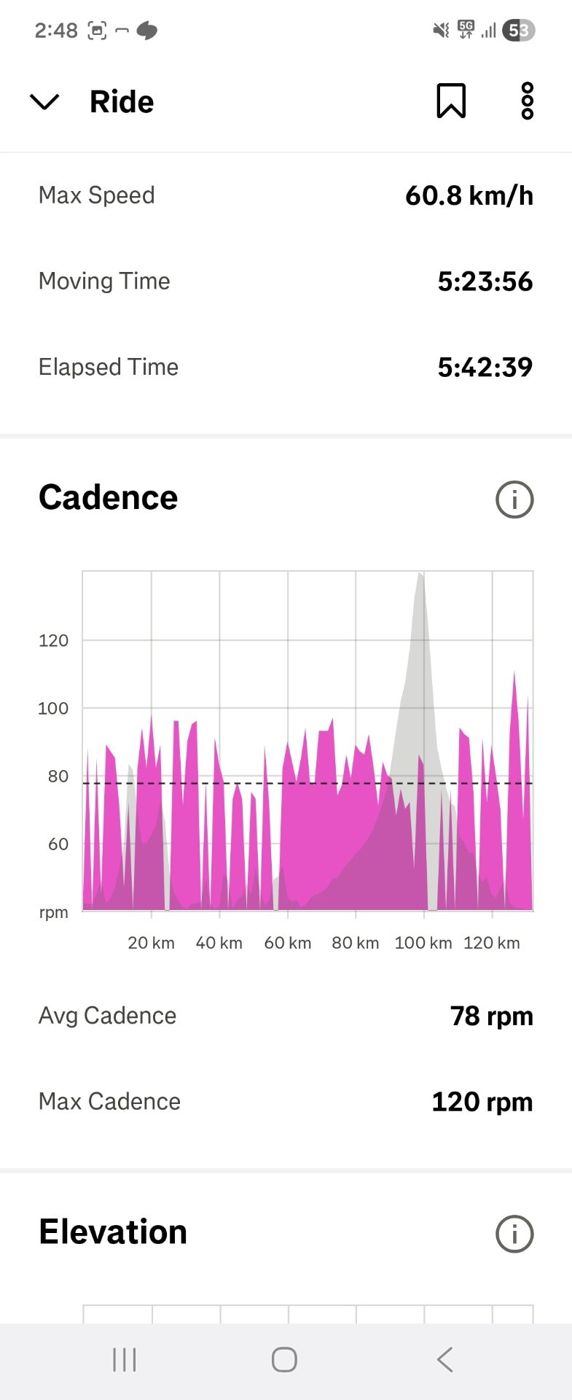 2:48 5G 53
Ride
Max Speed 60.8 km/h
Moving Time 5:23:56
Elapsed Time 5:42:39
Cadence
120
100
80
60
rpm
20 km 40 km 60 km 80 km 100 km 120 km
Avg Cadence 78 rpm
Max Cadence 120 rpm
Elevation